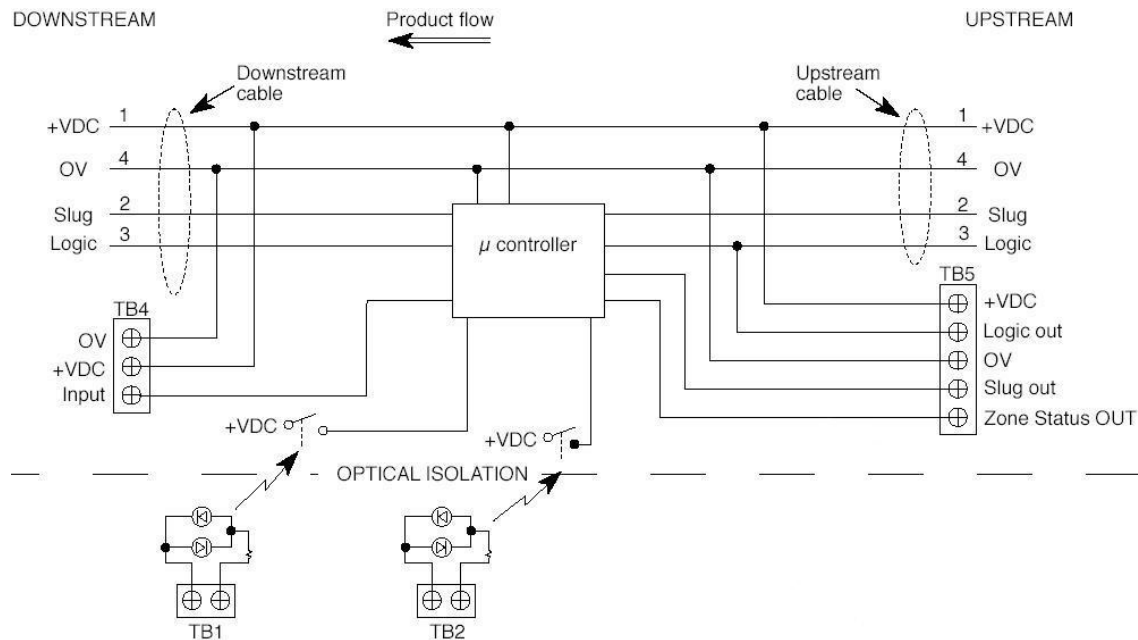 DOWNSTREAM
Product flow
UPSTREAM
Downstream
cable
Upstream
cable
+VDC 1
1 +VDC
OV 4
4 OV
Slug 2
2 Slug
Logic 3
3 Logic
µ controller
TB4
OV
+VDC
Input
TB5
+VDC
Logic out
OV
Slug out
Zone Status OUT
+VDC
+VDC
OPTICAL ISOLATION
TB1
TB2